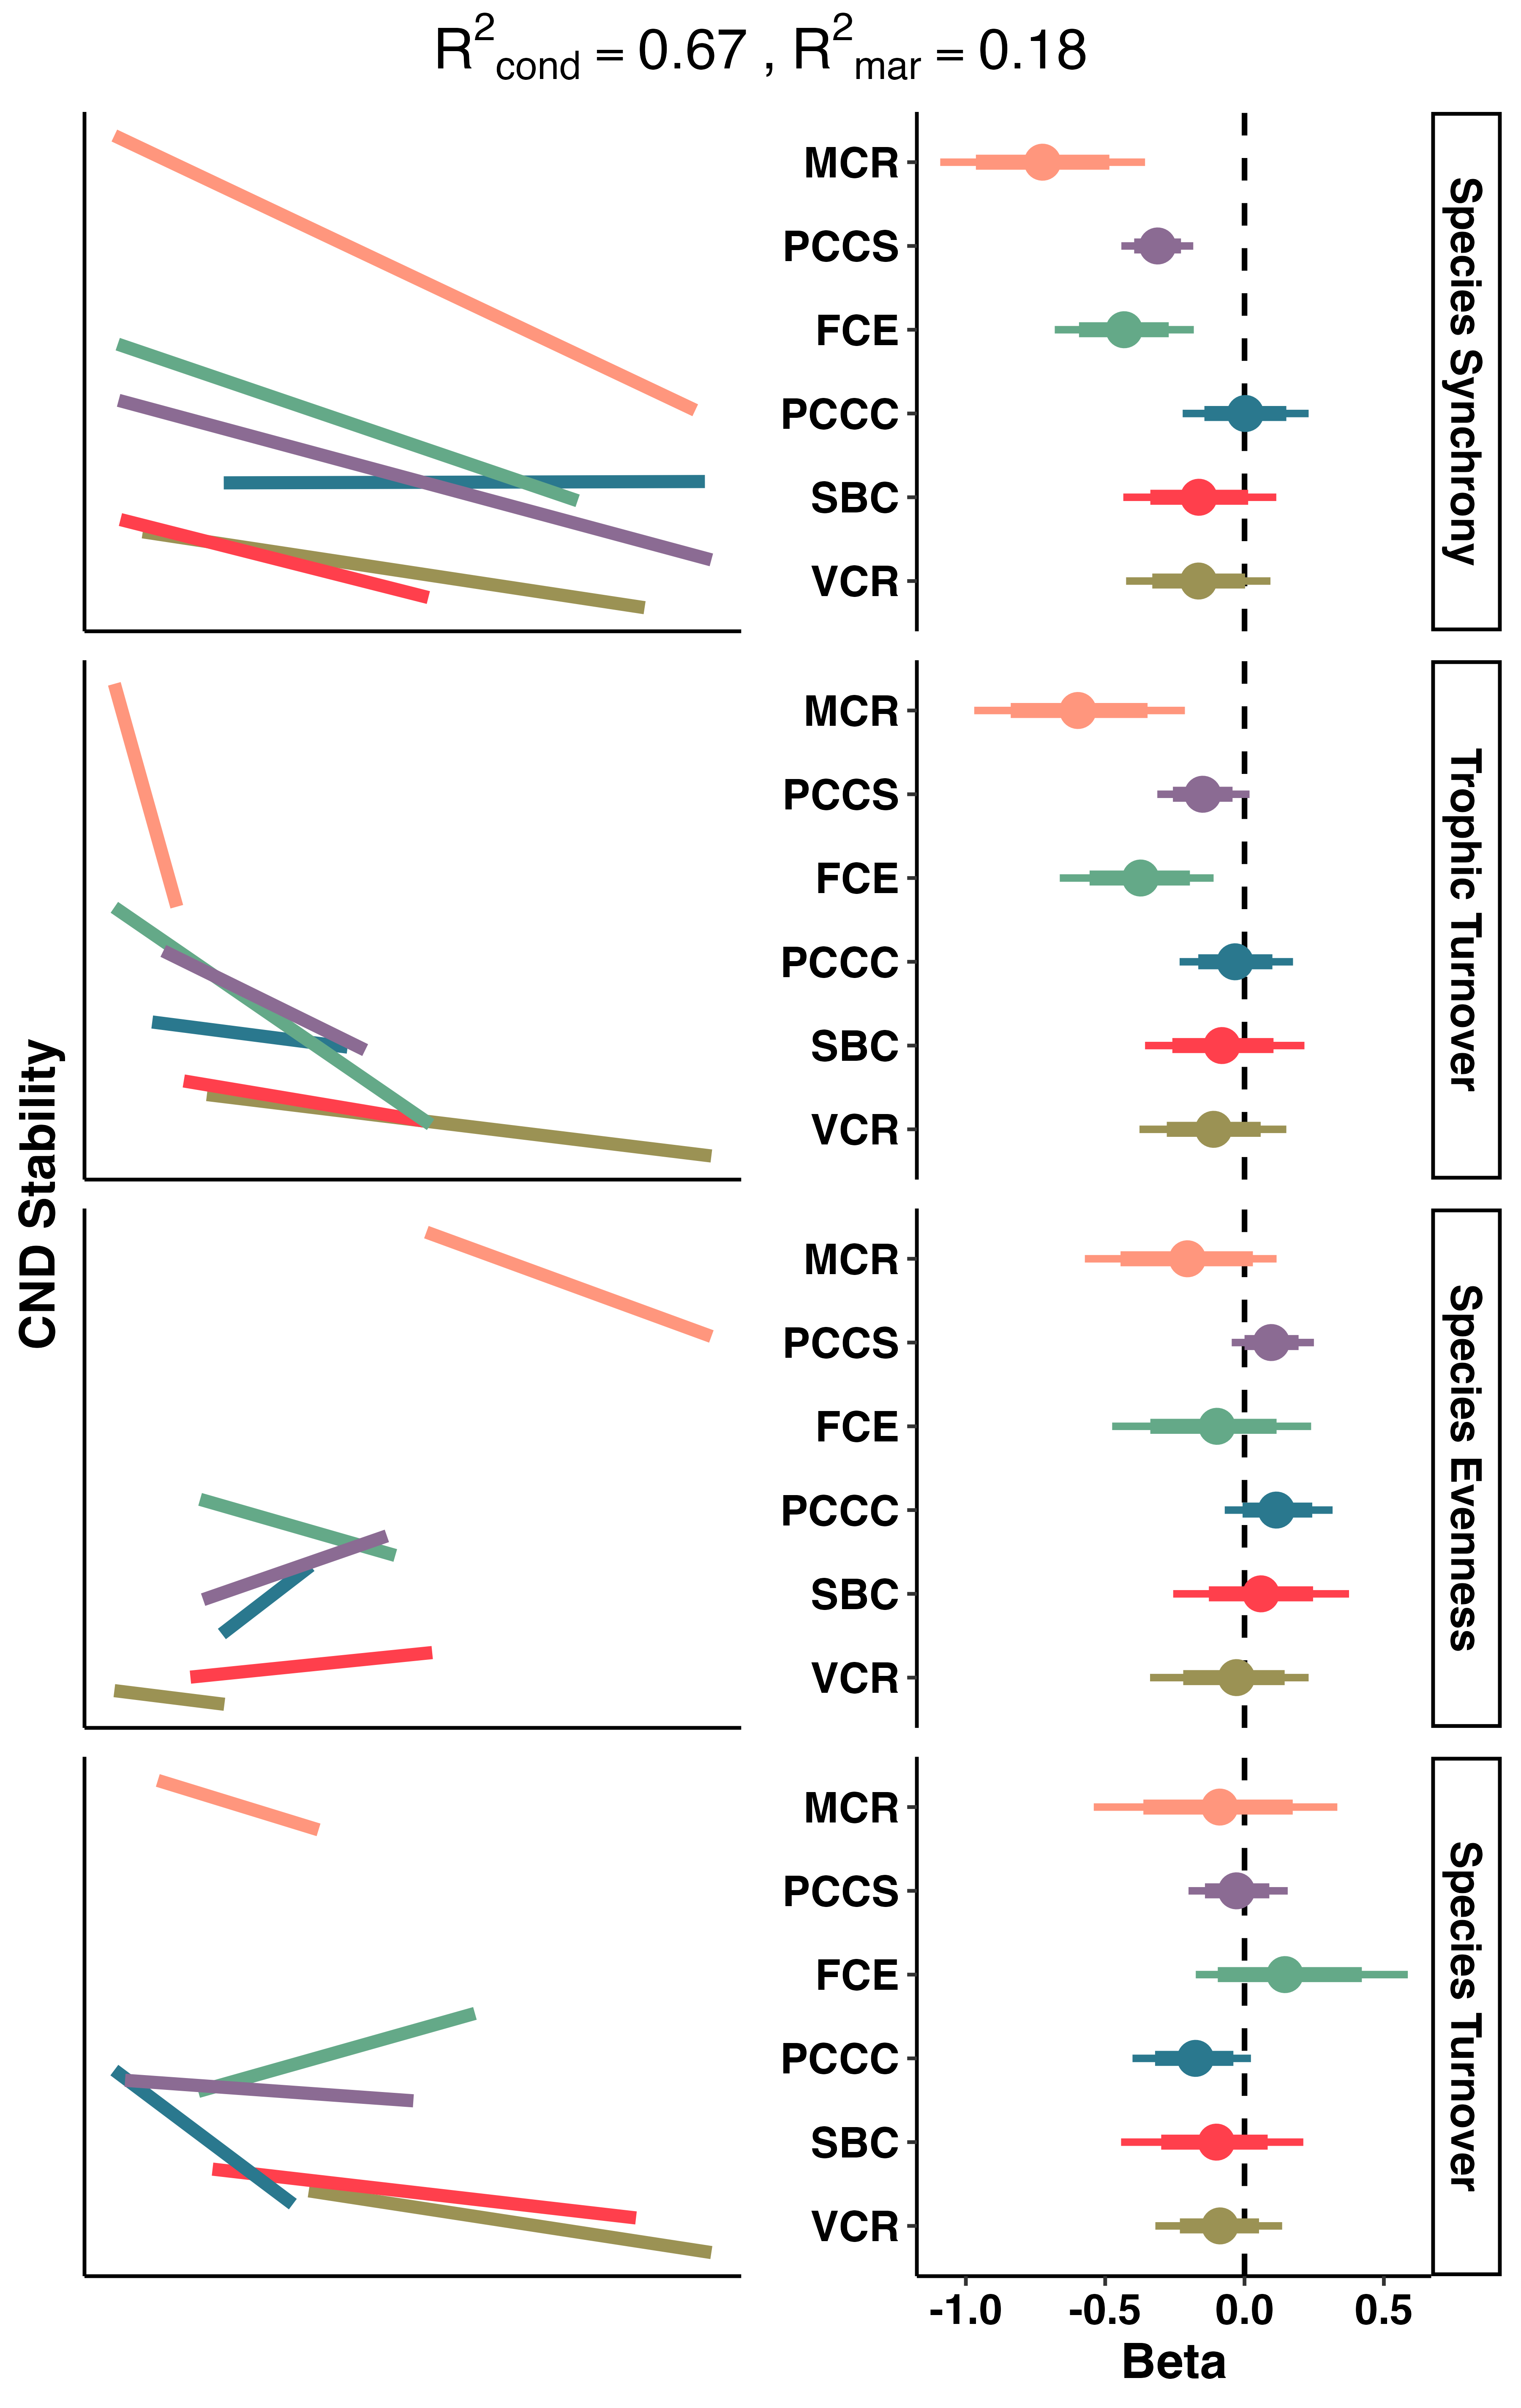 R²cond = 0.67 , R²mar = 0.18
CND Stability
MCR
PCCS
FCE
PCCC
SBC
VCR
Species Synchrony
MCR
PCCS
FCE
PCCC
SBC
VCR
Trophic Turnover
MCR
PCCS
FCE
PCCC
SBC
VCR
Species Evenness
MCR
PCCS
FCE
PCCC
SBC
VCR
Species Turnover
-1.0 -0.5 0.0 0.5
Beta